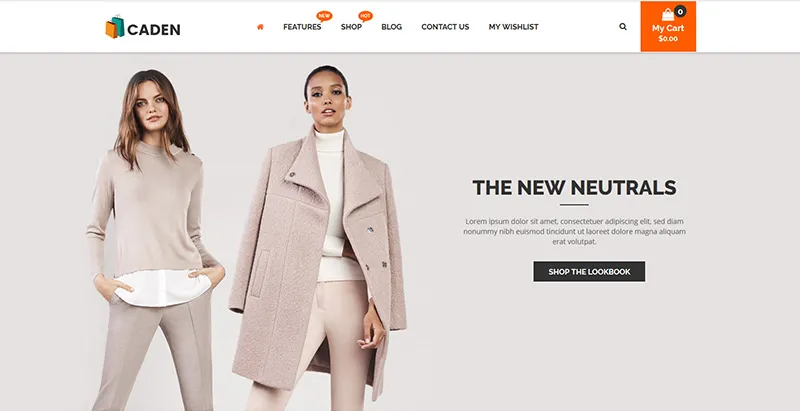 CADEN
FEATURES
NEW
SHOP
HOT
BLOG
CONTACT US
MY WISHLIST
0
My Cart
$0.00
THE NEW NEUTRALS
Lorem ipsum dolor sit amet, consectetuer adipiscing elit, sed diam
nonummy nibh euismod tincidunt ut laoreet dolore magna aliquam
erat volutpat.
SHOP THE LOOKBOOK